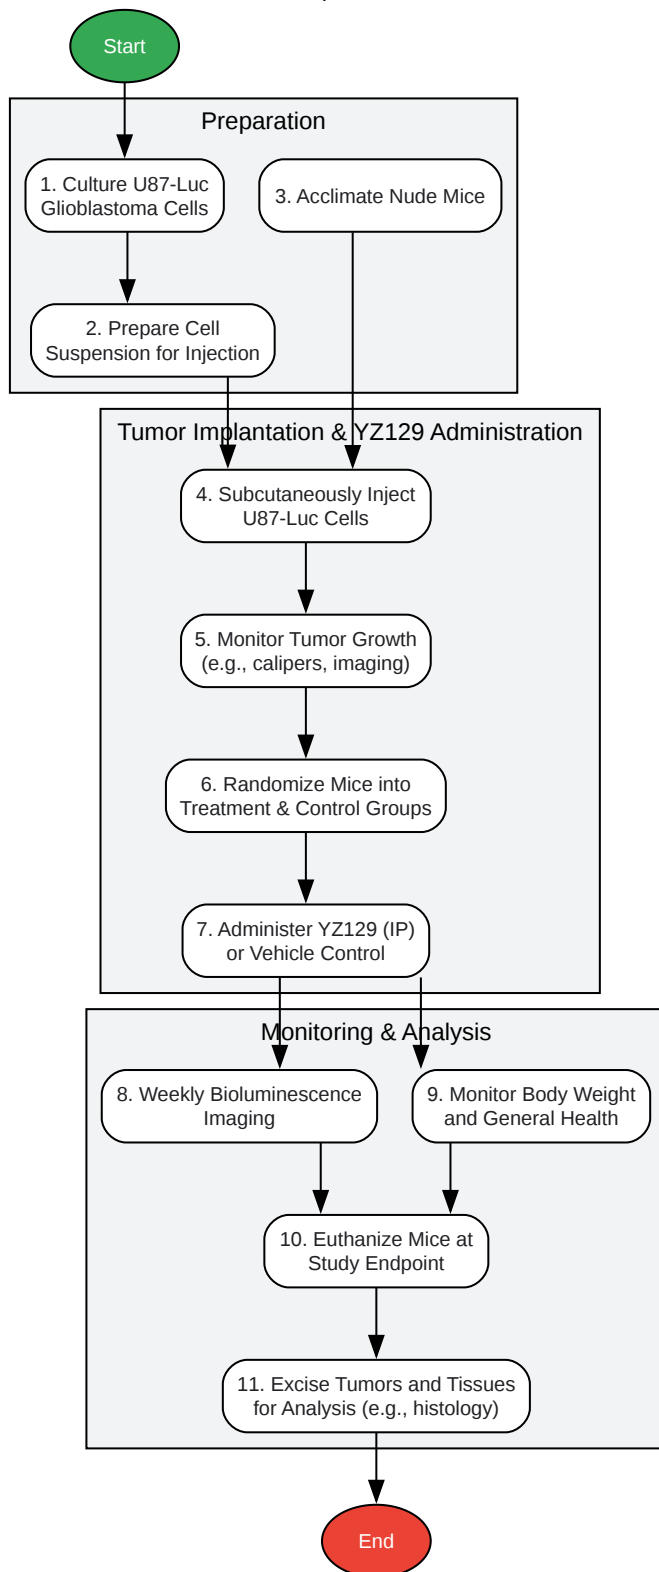 Start
Preparation
1. Culture U87-Luc
Glioblastoma Cells
3. Acclimate Nude Mice
2. Prepare Cell
Suspension for Injection
Tumor Implantation & YZ129 Administration
4. Subcutaneously Inject
U87-Luc Cells
5. Monitor Tumor Growth
(e.g., calipers, imaging)
6. Randomize Mice into
Treatment & Control Groups
7. Administer YZ129 (IP)
or Vehicle Control
Monitoring & Analysis
8. Weekly Bioluminescence
Imaging
9. Monitor Body Weight
and General Health
10. Euthanize Mice at
Study Endpoint
11. Excise Tumors and Tissues
for Analysis (e.g., histology)
End